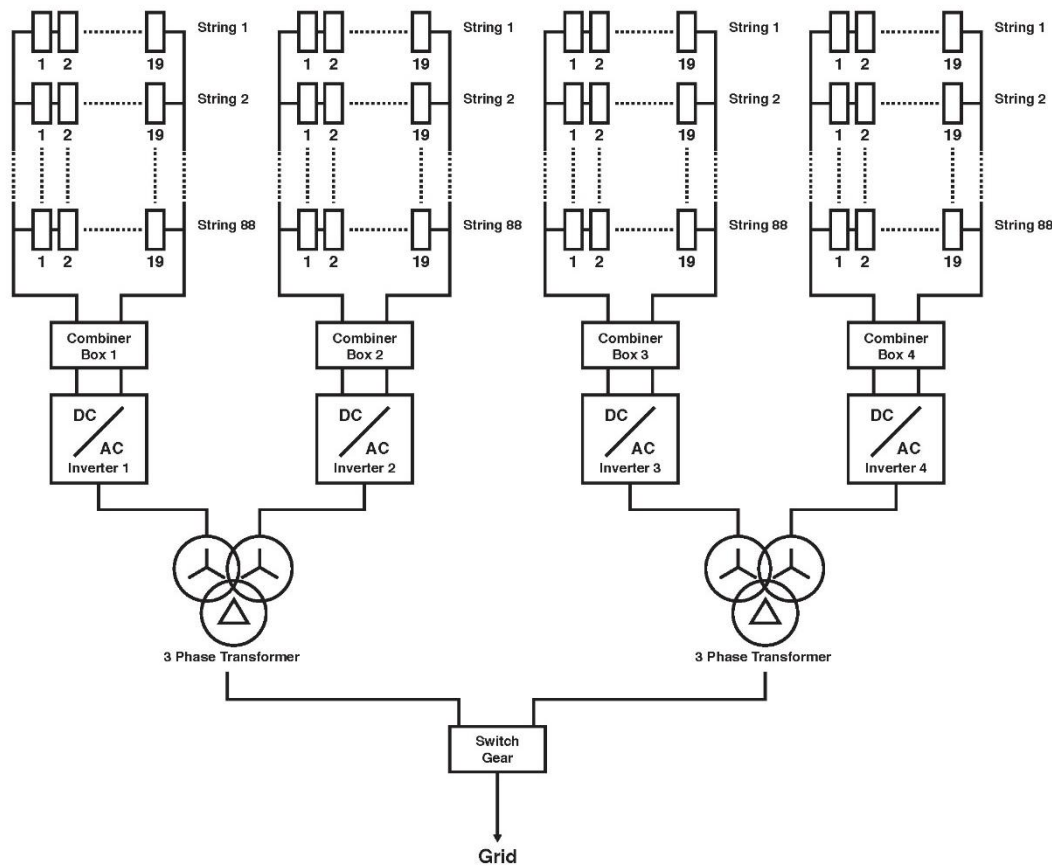 String 1 String 1 String 1 String 1
1 2 19 1 2 19 1 2 19 1 2 19
String 2 String 2 String 2 String 2
1 2 19 1 2 19 1 2 19 1 2 19
String 88 String 88 String 88 String 88
1 2 19 1 2 19 1 2 19 1 2 19
Combiner Combiner Combiner Combiner
Box 1 Box 2 Box 3 Box 4
DC DC DC DC
AC AC AC AC
Inverter 1 Inverter 2 Inverter 3 Inverter 4
3 Phase Transformer 3 Phase Transformer
Switch
Gear
Grid